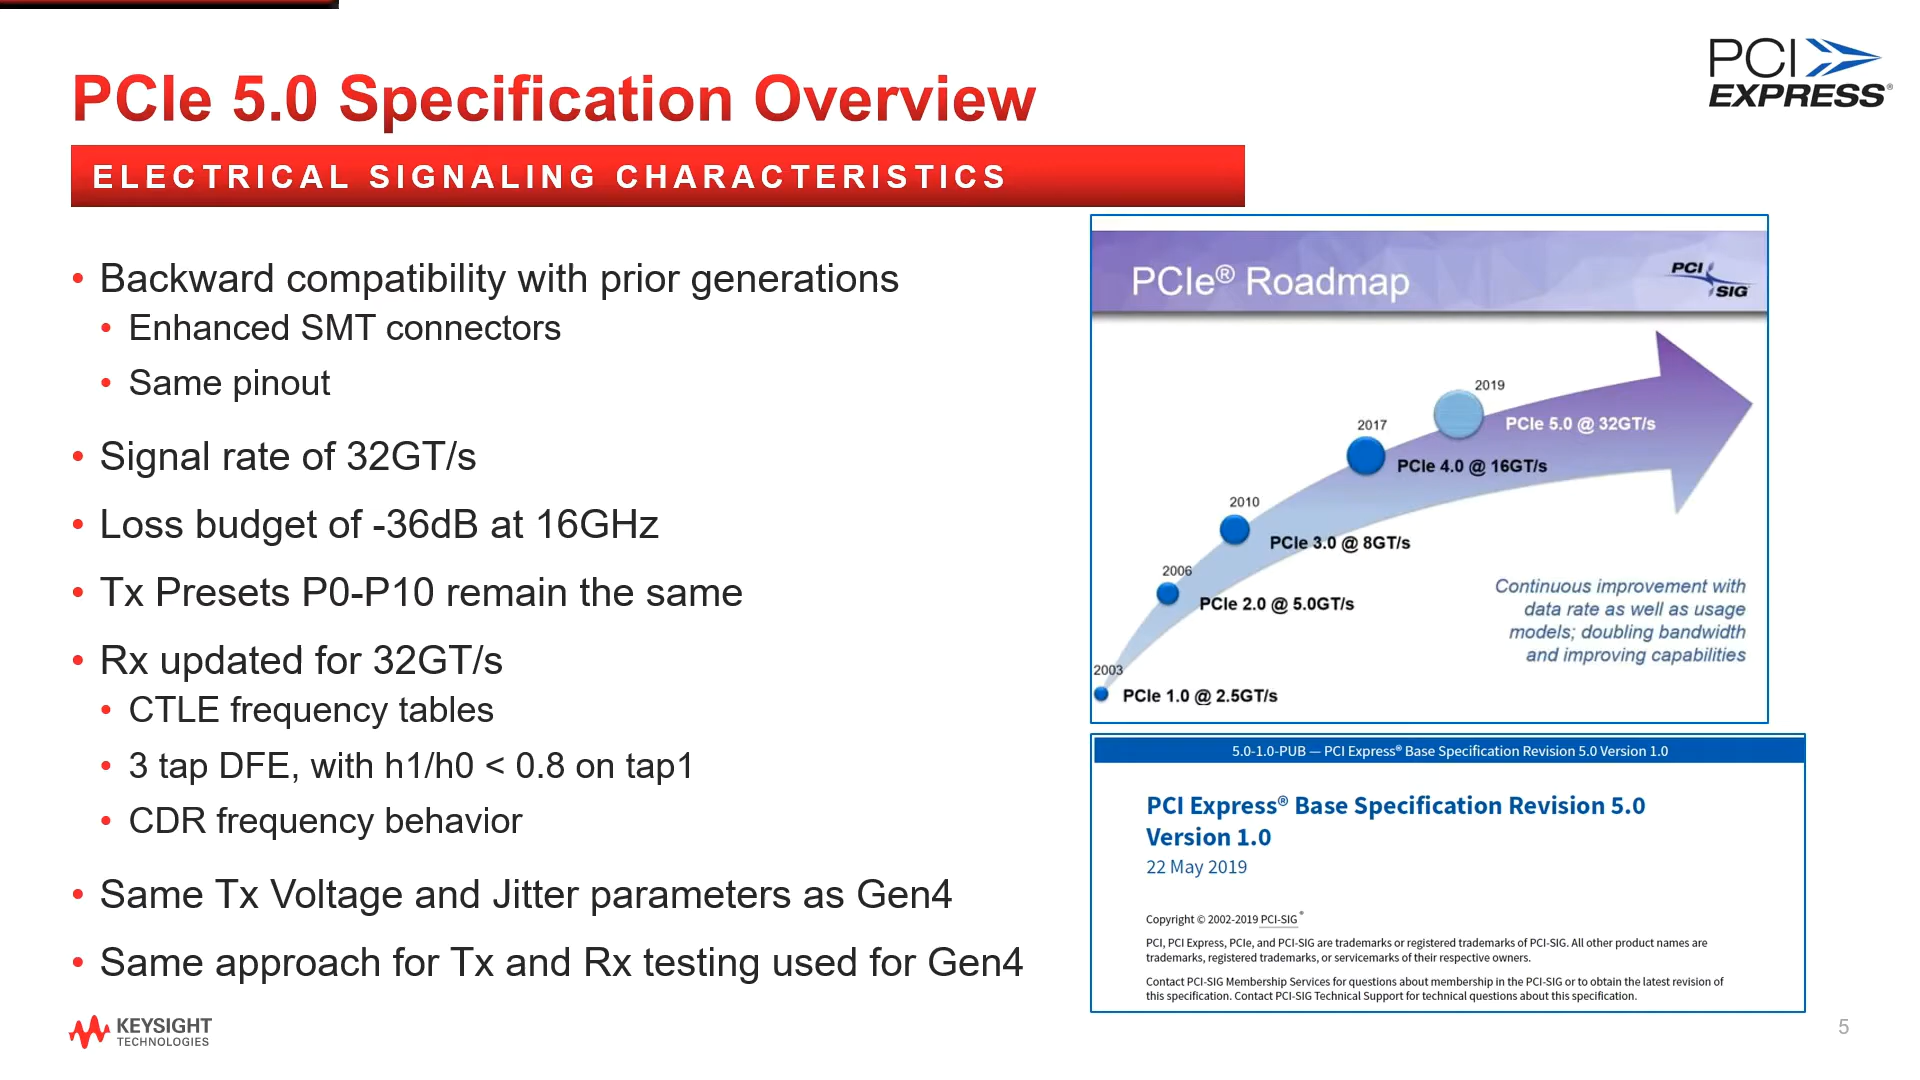 PCIe 5.0 Specification Overview
PCI
EXPRESS®
ELECTRICAL SIGNALING CHARACTERISTICS
• Backward compatibility with prior generations
• Enhanced SMT connectors
• Same pinout
• Signal rate of 32GT/s
• Loss budget of -36dB at 16GHz
• Tx Presets P0-P10 remain the same
• Rx updated for 32GT/s
• CTLE frequency tables
• 3 tap DFE, with h1/h0 < 0.8 on tap1
• CDR frequency behavior
• Same Tx Voltage and Jitter parameters as Gen4
• Same approach for Tx and Rx testing used for Gen4
PCIe® Roadmap
PCI
SIG
2019
PCIe 5.0 @ 32GT/s
2017
PCIe 4.0 @ 16GT/s
2010
PCIe 3.0 @ 8GT/s
2006
PCIe 2.0 @ 5.0GT/s
2003
PCIe 1.0 @ 2.5GT/s
Continuous improvement with
data rate as well as usage
models; doubling bandwidth
and improving capabilities
5.0-1.0-PUB — PCI Express® Base Specification Revision 5.0 Version 1.0
PCI Express® Base Specification Revision 5.0
Version 1.0
22 May 2019
Copyright © 2002-2019 PCI-SIG®
PCI, PCI Express, PCIe, and PCI-SIG are trademarks or registered trademarks of PCI-SIG. All other product names are
trademarks, registered trademarks, or servicemarks of their respective owners.
Contact PCI-SIG Membership Services for questions about membership in the PCI-SIG or to obtain the latest revision of
this specification. Contact PCI-SIG Technical Support for technical questions about this specification.
KEYSIGHT
TECHNOLOGIES
5